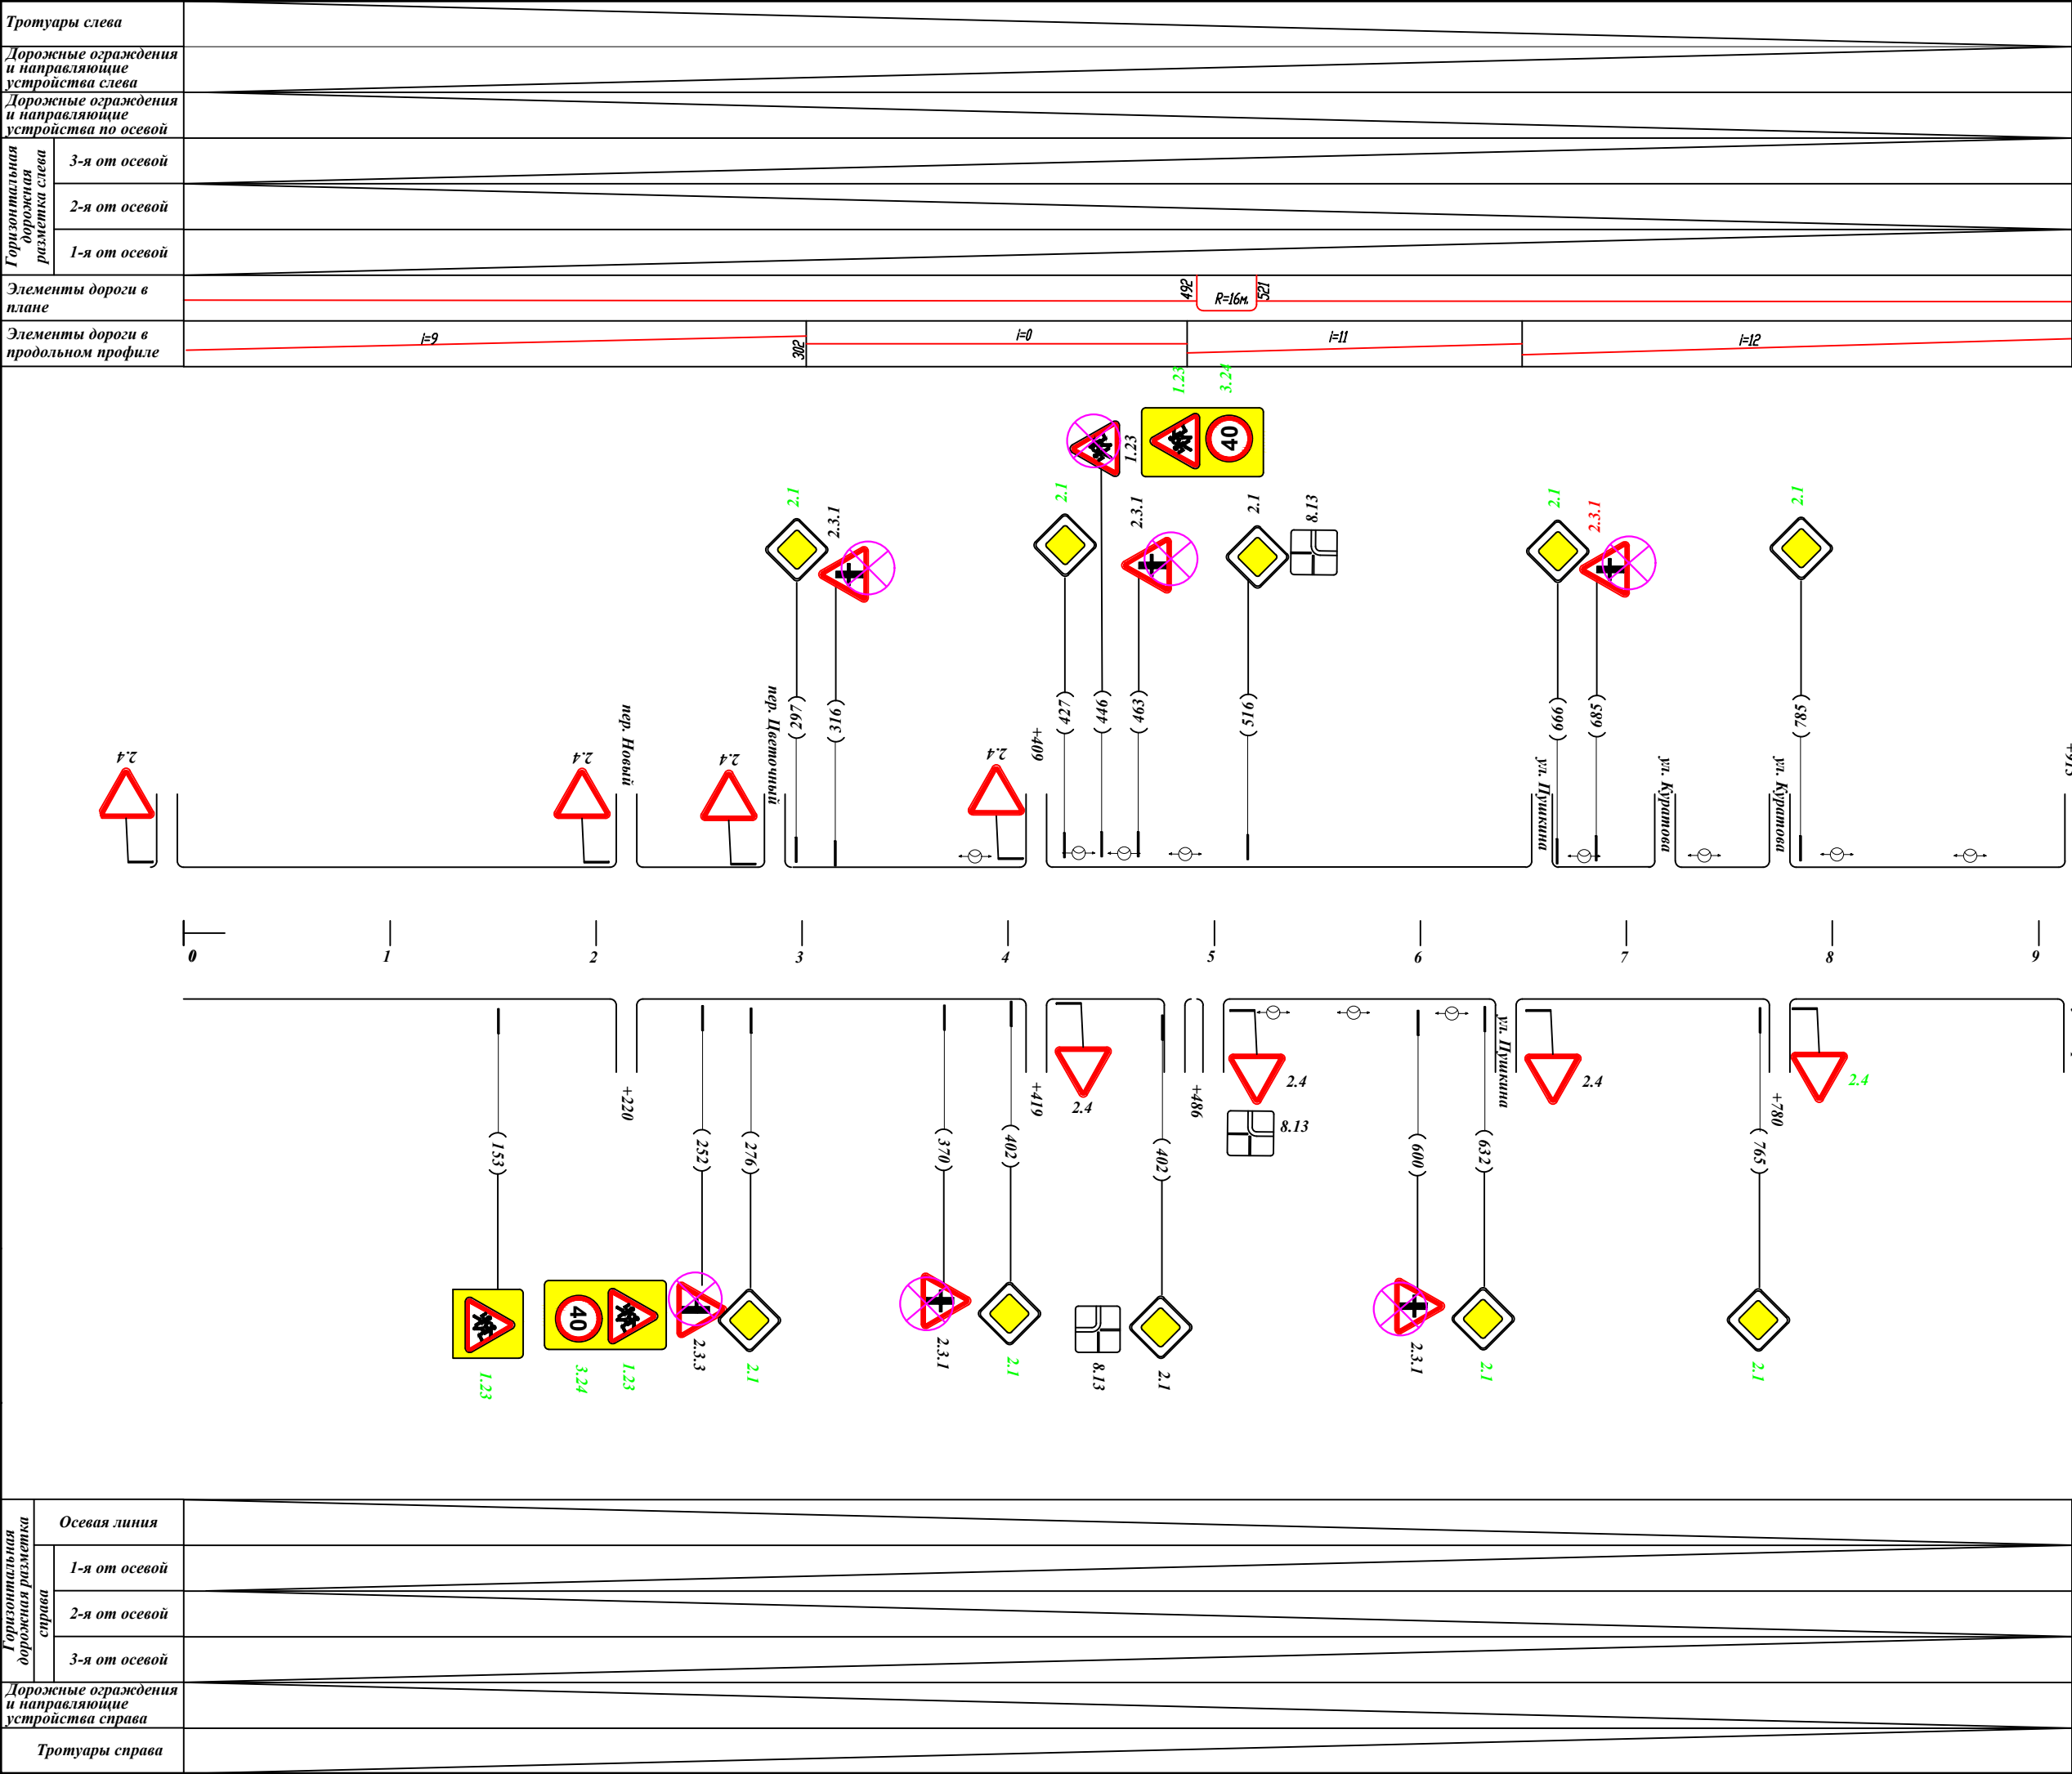 Тротуары слева
Дорожные ограждения
и направляющие
устройства слева
Дорожные ограждения
и направляющие
устройства по осевой
Горизонтальная
дорожная
разметка слева
3-я от осевой
2-я от осевой
1-я от осевой
Элементы дороги в
плане
492
R=16м.
521
Элементы дороги в
продольном профиле
i=9
302
i=0
i=11
i=12
1.23
3.24
1.23
40
2.1
2.3.1
2.1
2.3.1
2.1
8.13
2.1
2.3.1
2.1
297
316
427
446
463
516
666
685
785
2.4
2.4
пер. Новый
2.4
пер. Цветочный
2.4
+409
ул. Пушкина
ул. Куратова
ул. Куратова
+915
0
1
2
3
4
5
6
7
8
9
+220
+419
2.4
+486
2.4
8.13
ул. Пушкина
2.4
+780
2.4
153
252
276
370
402
402
600
632
765
40
1.23
3.24
1.23
2.3.3
2.1
2.3.1
2.1
8.13
2.1
2.3.1
2.1
2.1
Горизонтальная
дорожная разметка
справа
Осевая линия
1-я от осевой
2-я от осевой
3-я от осевой
Дорожные ограждения
и направляющие
устройства справа
Тротуары справа